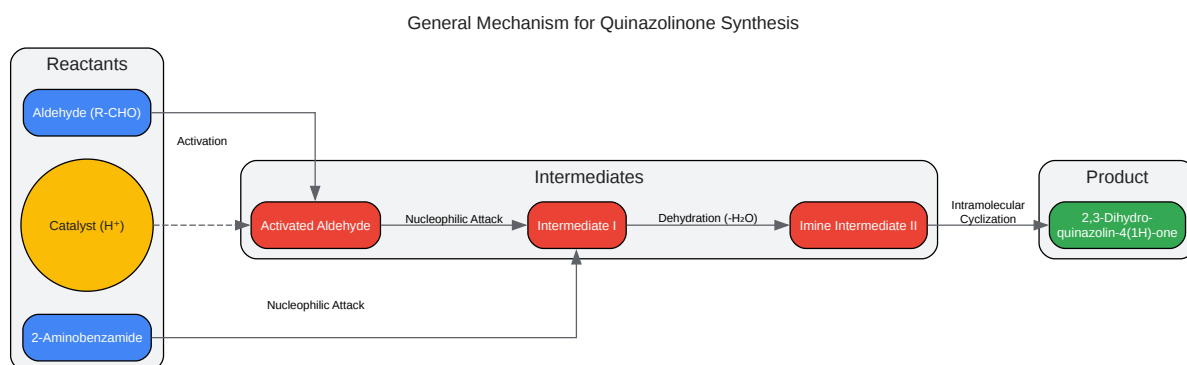 General Mechanism for Quinazolinone Synthesis
Reactants
Aldehyde (R-CHO)
Activation
Catalyst (H⁺)
2-Aminobenzamide
Nucleophilic Attack
Intermediates
Activated Aldehyde
Nucleophilic Attack
Intermediate I
Dehydration (-H₂O)
Imine Intermediate II
Intramolecular
Cyclization
Product
2,3-Dihydro-
quinazolin-4(1H)-one